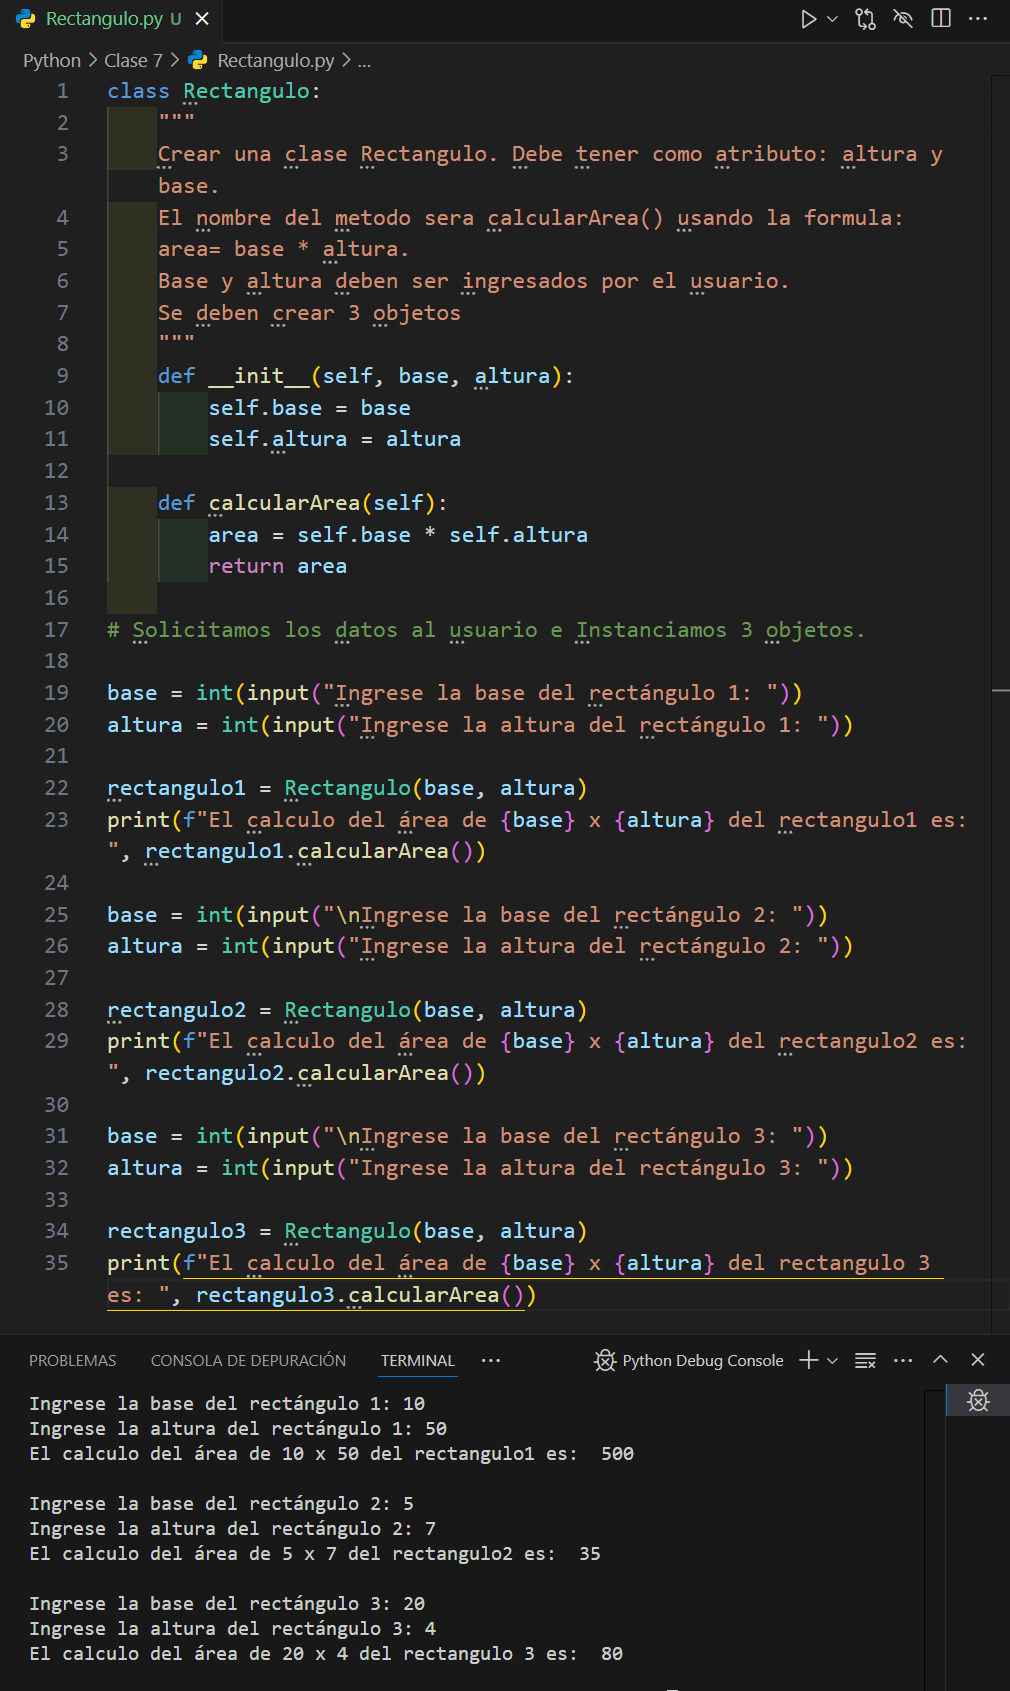 Rectangulo.py U
Python > Clase 7 > Rectangulo.py > ...
1 class Rectangulo:
2 """
3 Crear una clase Rectangulo. Debe tener como atributo: altura y
base.
4 El nombre del metodo sera calcularArea() usando la formula:
5 area= base * altura.
6 Base y altura deben ser ingresados por el usuario.
7 Se deben crear 3 objetos
8 """
9 def __init__(self, base, altura):
10 self.base = base
11 self.altura = altura
12
13 def calcularArea(self):
14 area = self.base * self.altura
15 return area
16
17 # Solicitamos los datos al usuario e Instanciamos 3 objetos.
18
19 base = int(input("Ingrese la base del rectángulo 1: "))
20 altura = int(input("Ingrese la altura del rectángulo 1: "))
21
22 rectangulo1 = Rectangulo(base, altura)
23 print(f"El calculo del área de {base} x {altura} del rectangulo1 es:
", rectangulo1.calcularArea())
24
25 base = int(input("\nIngrese la base del rectángulo 2: "))
26 altura = int(input("Ingrese la altura del rectángulo 2: "))
27
28 rectangulo2 = Rectangulo(base, altura)
29 print(f"El calculo del área de {base} x {altura} del rectangulo2 es:
", rectangulo2.calcularArea())
30
31 base = int(input("\nIngrese la base del rectángulo 3: "))
32 altura = int(input("Ingrese la altura del rectángulo 3: "))
33
34 rectangulo3 = Rectangulo(base, altura)
35 print(f"El calculo del área de {base} x {altura} del rectangulo 3
es: ", rectangulo3.calcularArea())
PROBLEMAS CONSOLA DE DEPURACIÓN TERMINAL ... Python Debug Console
Ingrese la base del rectángulo 1: 10
Ingrese la altura del rectángulo 1: 50
El calculo del área de 10 x 50 del rectangulo1 es:  500
Ingrese la base del rectángulo 2: 5
Ingrese la altura del rectángulo 2: 7
El calculo del área de 5 x 7 del rectangulo2 es:  35
Ingrese la base del rectángulo 3: 20
Ingrese la altura del rectángulo 3: 4
El calculo del área de 20 x 4 del rectangulo 3 es:  80